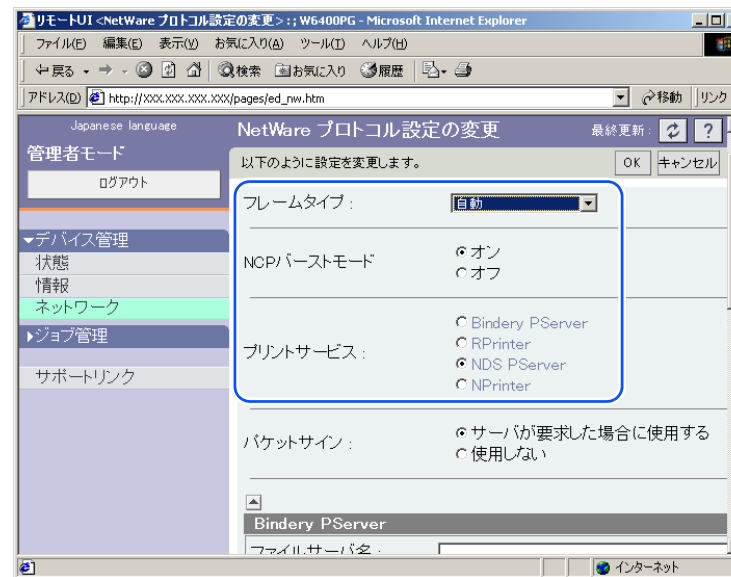 リモートUI <NetWare プロトコル設定の変更> : ; W6400PG - Microsoft Internet Explorer
ファイル(F) 編集(E) 表示(V) お気に入り(A) ツール(T) ヘルプ(H)
戻る 検索 お気に入り 履歴
アドレス(D) http://XXX.XXX.XXX.XXX/pages/ed_nw.htm 移動 リンク
Japanese language
管理者モード
ログアウト
▼デバイス管理
状態
情報
ネットワーク
▶ジョブ管理
サポートリンク
NetWare プロトコル設定の変更 最終更新 : ?
以下のように設定を変更します。 OK キャンセル
フレームタイプ : 自動
NCPバーストモード オン
オフ
プリントサービス : Bindery PServer
RPrinter
NDS PServer
NPrinter
パケットサイン : サーバが要求した場合に使用する
使用しない
Bindery PServer
ファイルサーバ名 :
インターネット